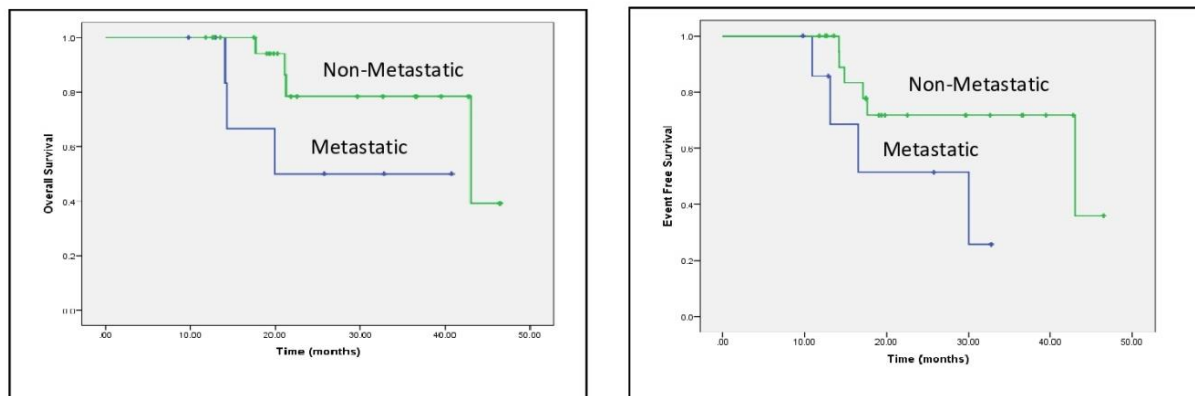 Overall Survival
1.0
0.8
0.6
0.4
0.2
0.0
Non-Metastatic
Metastatic
.00 10.00 20.00 30.00 40.00 50.00
Time (months)
Event Free Survival
1.0
0.8
0.6
0.4
0.2
0.0
Non-Metastatic
Metastatic
.00 10.00 20.00 30.00 40.00 50.00
Time (months)